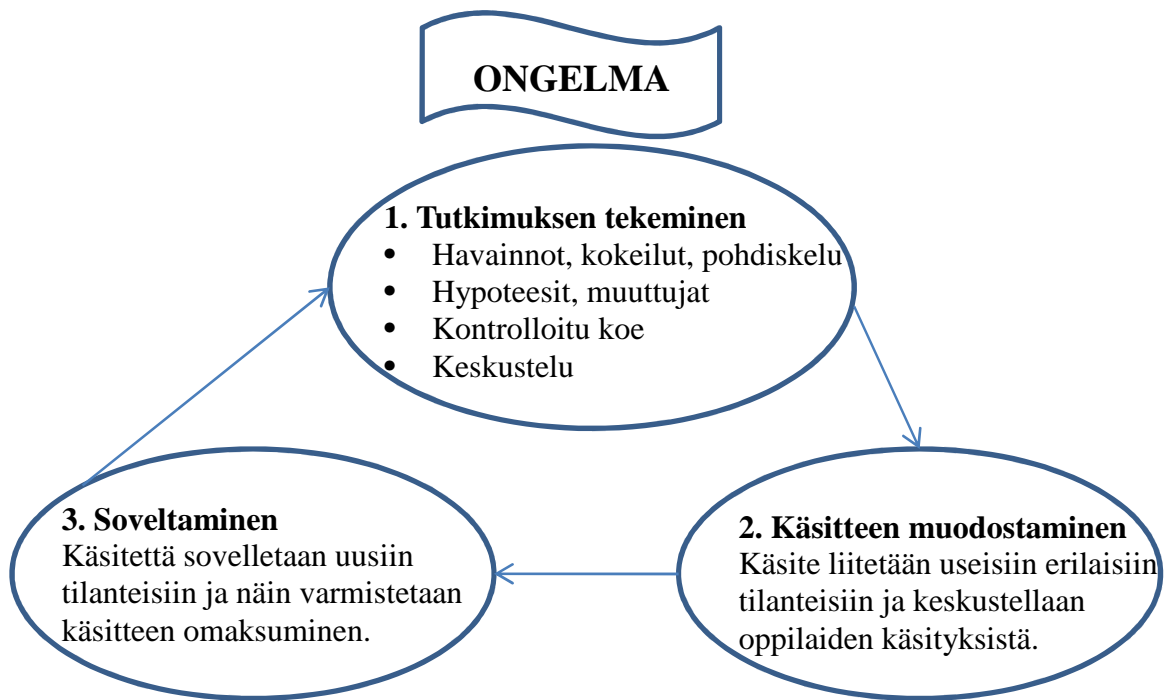 ONGELMA
1. Tutkimuksen tekeminen
• Havainnot, kokeilut, pohdiskelu
• Hypoteesit, muuttujat
• Kontrolloitu koe
• Keskustelu
2. Käsitteen muodostaminen
Käsite liitetään useisiin erilaisiin
tilanteisiin ja keskustellaan
oppilaiden käsityksistä.
3. Soveltaminen
Käsitettä sovelletaan uusiin
tilanteisiin ja näin varmistetaan
käsitteen omaksuminen.